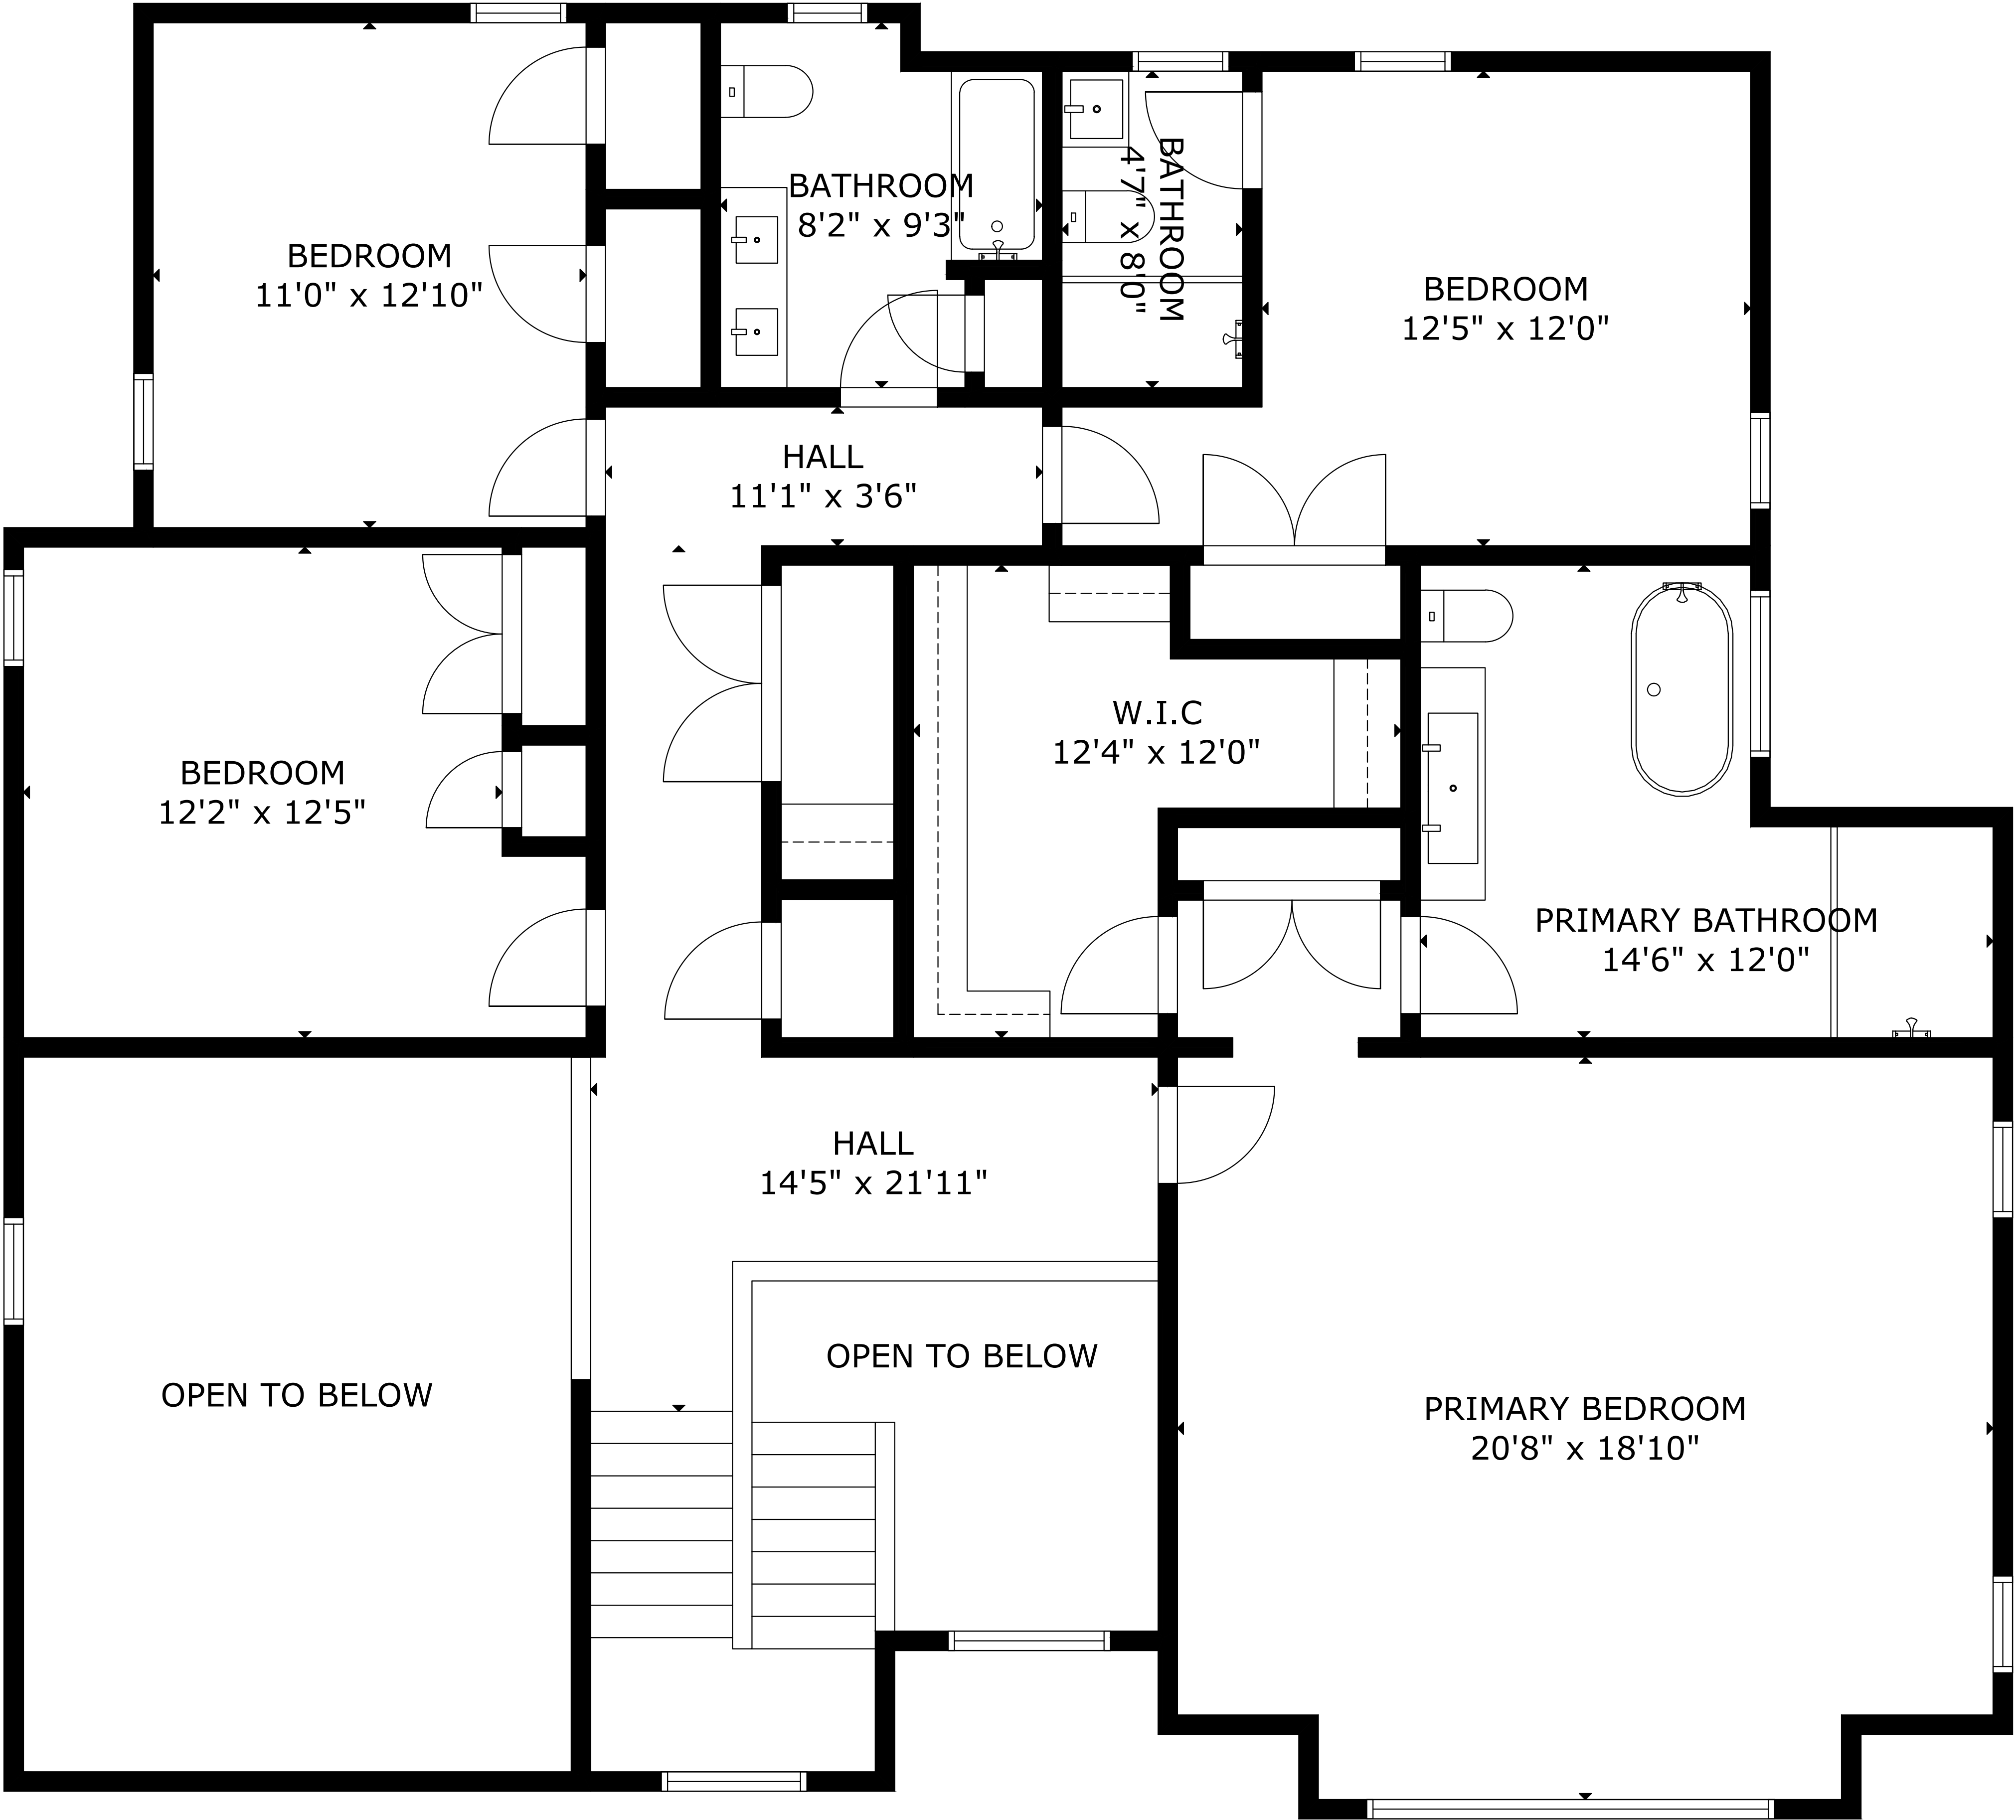 BATHROOM
8'2" x 9'3"
BATHROOM
4'7" x 8'0"
BEDROOM
11'0" x 12'10"
BEDROOM
12'5" x 12'0"
HALL
11'1" x 3'6"
W.I.C
12'4" x 12'0"
BEDROOM
12'2" x 12'5"
PRIMARY BATHROOM
14'6" x 12'0"
HALL
14'5" x 21'11"
OPEN TO BELOW
OPEN TO BELOW
PRIMARY BEDROOM
20'8" x 18'10"